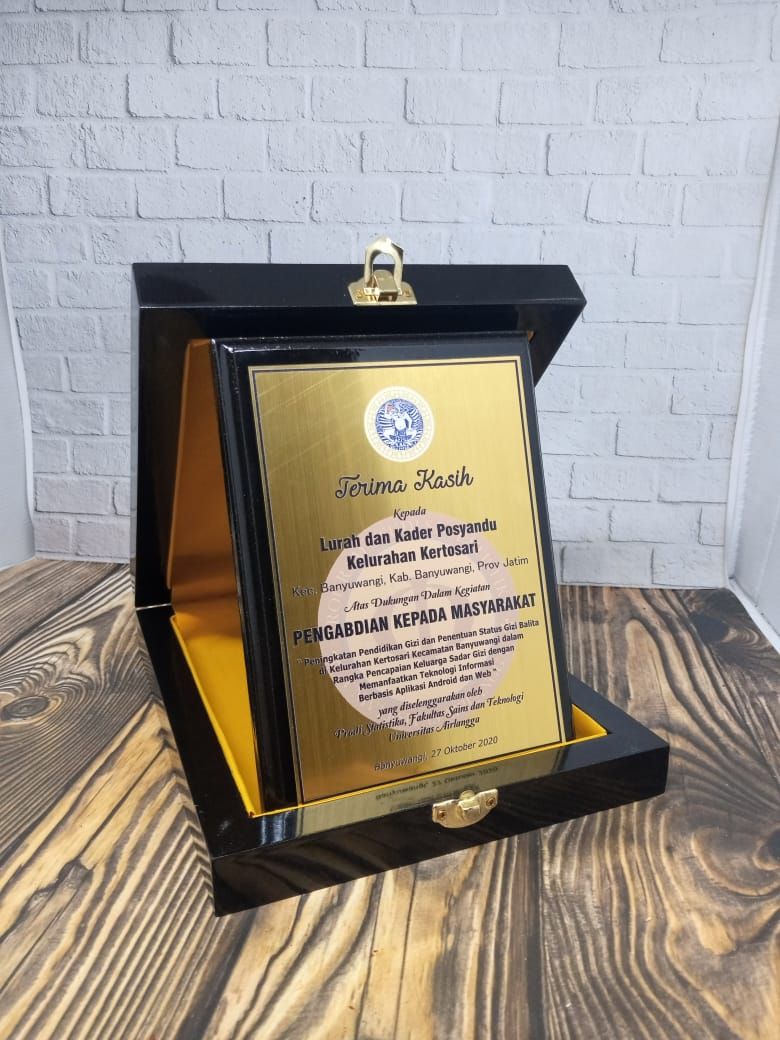 Terima Kasih
Kepada
Lurah dan Kader Posyandu
Kelurahan Kertosari
Kec. Banyuwangi, Kab. Banyuwangi, Prov Jatim
Atas Dukungan Dalam Kegiatan
PENGABDIAN KEPADA MASYARAKAT
" Peningkatan Pendidikan Gizi dan Penentuan Status Gizi Balita
di Kelurahan Kertosari Kecamatan Banyuwangi dalam
Rangka Pencapaian Keluarga Sadar Gizi dengan
Memanfaatkan Teknologi Informasi
Berbasis Aplikasi Android dan Web "
yang diselenggarakan oleh
Prodi Statistika, Fakultas Sains dan Teknologi
Universitas Airlangga
Banyuwangi, 27 Oktober 2020